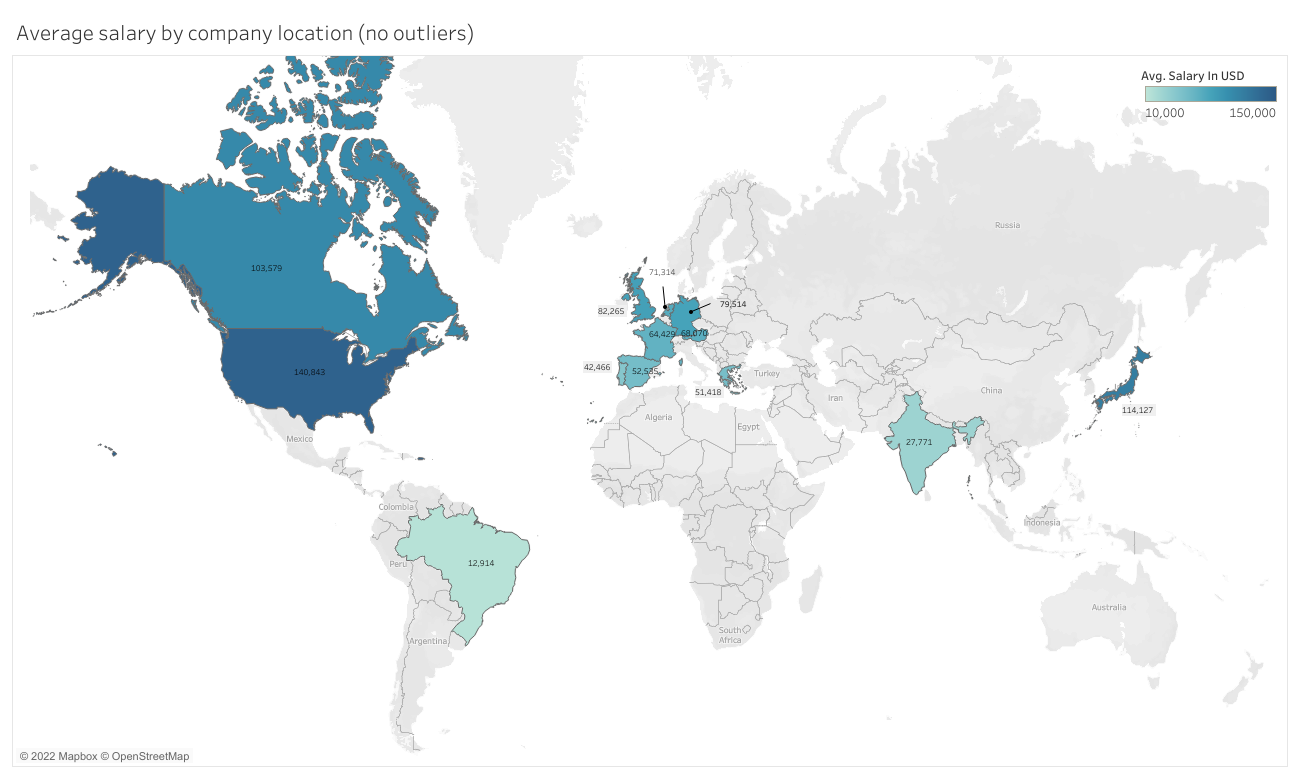 Average salary by company location (no outliers)
Avg. Salary In USD
10,000 150,000
Russia
103,579
71,314
79,514
82,265
64,429
68,070
140,843
42,466
52,535
51,418
Turkey
Iran
China
114,127
Algeria
Egypt
Mexico
27,771
Colombia
Indonesia
12,914
Peru
Australia
South
Africa
Argentina
© 2022 Mapbox © OpenStreetMap